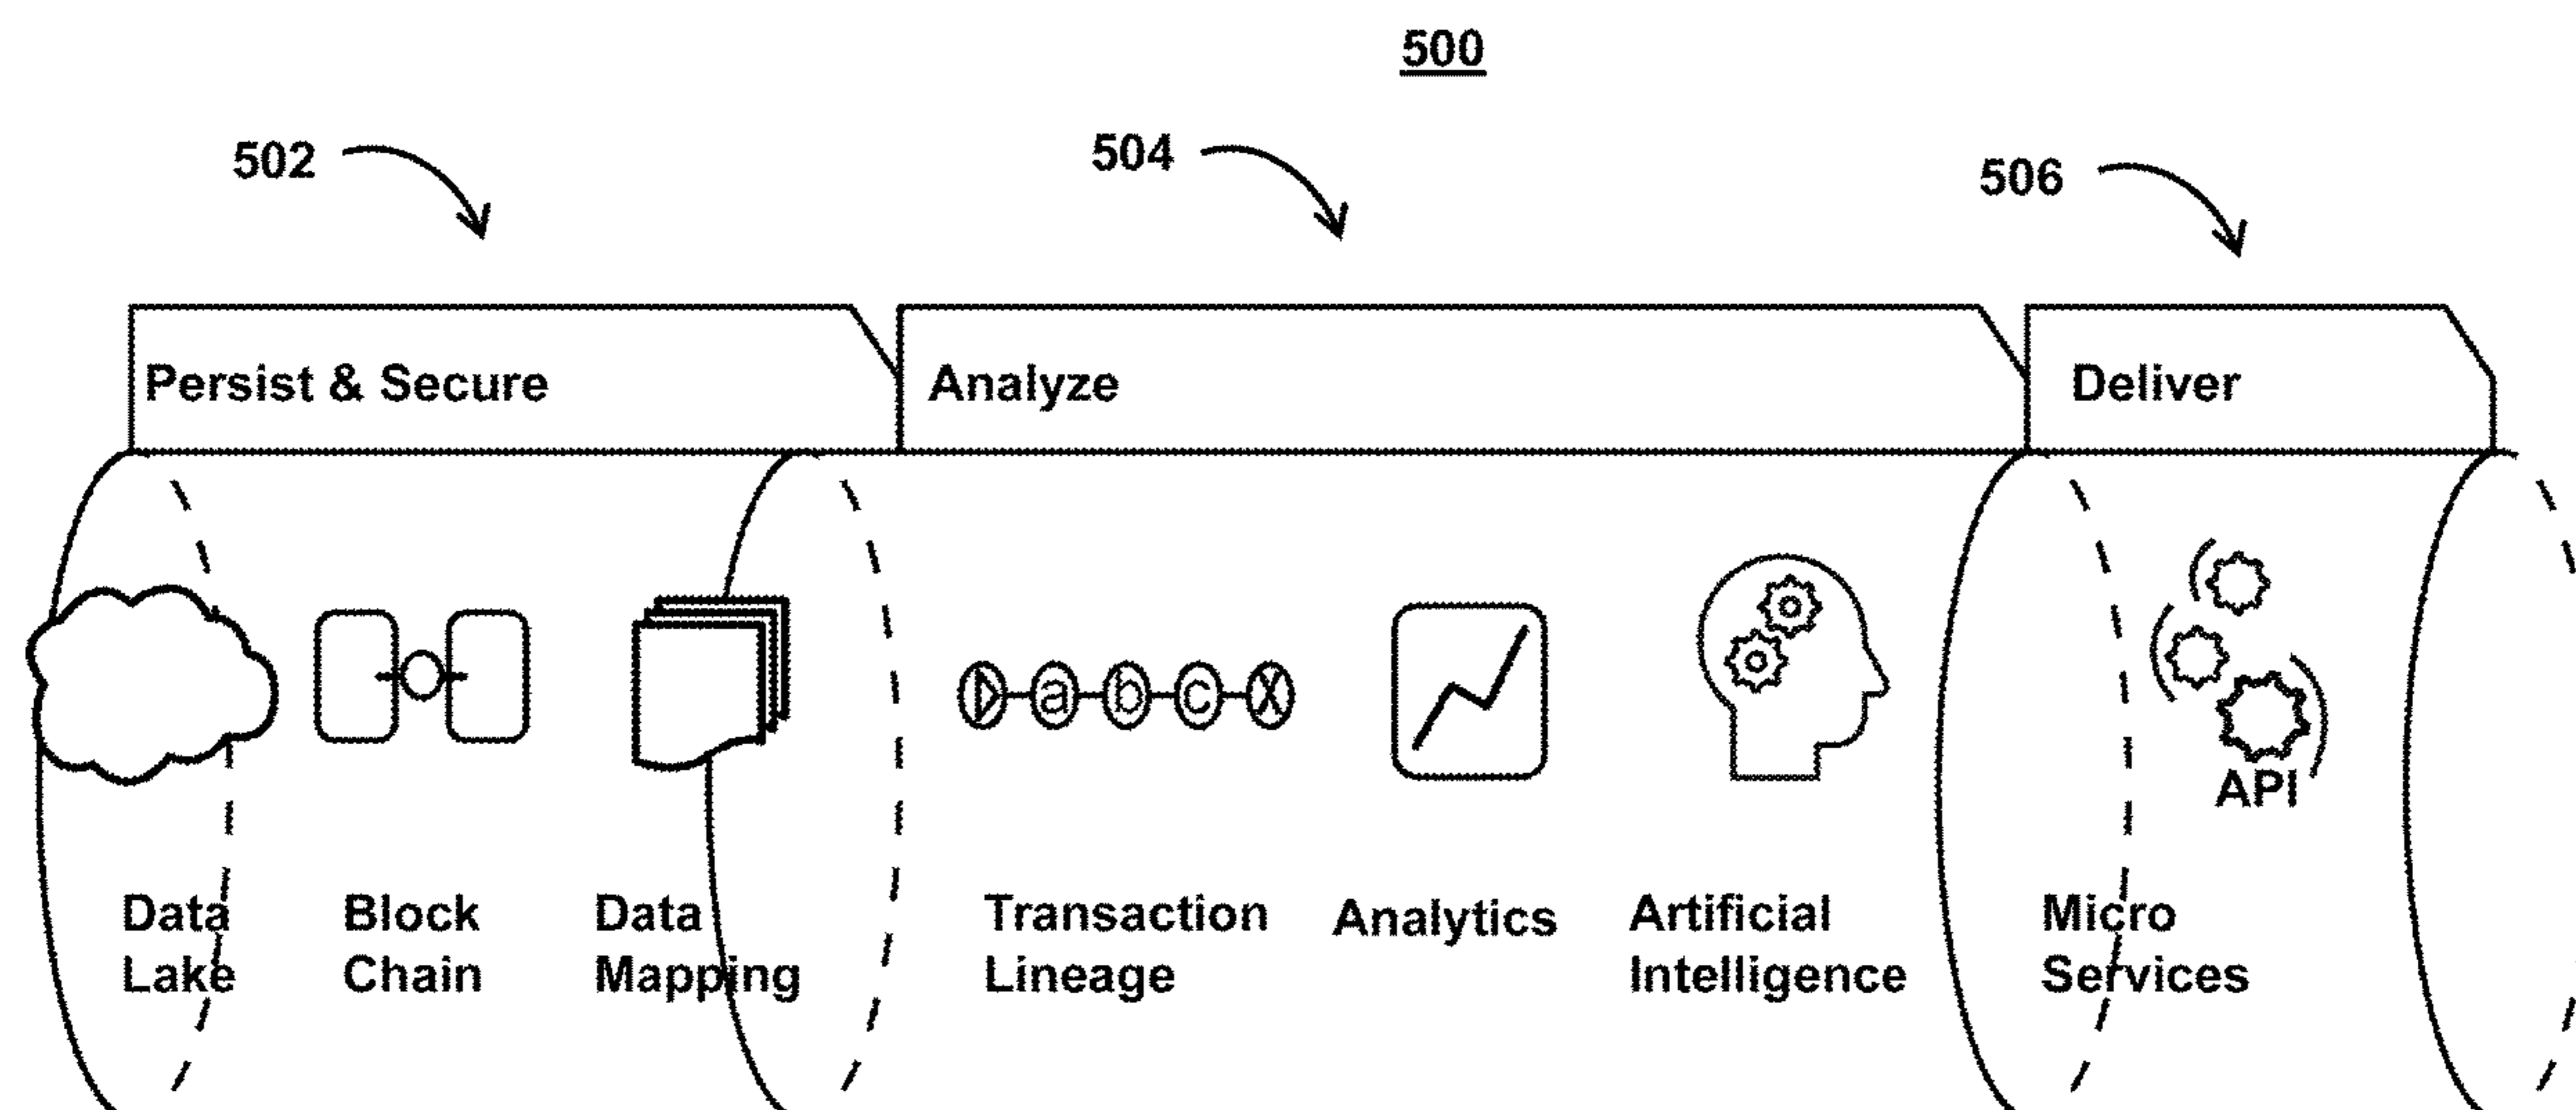 500
502
504
506
Persist & Secure
Analyze
Deliver
a b c X
API
Data
Lake
Block
Chain
Data
Mapping
Transaction
Lineage
Analytics
Artificial
Intelligence
Micro
Services